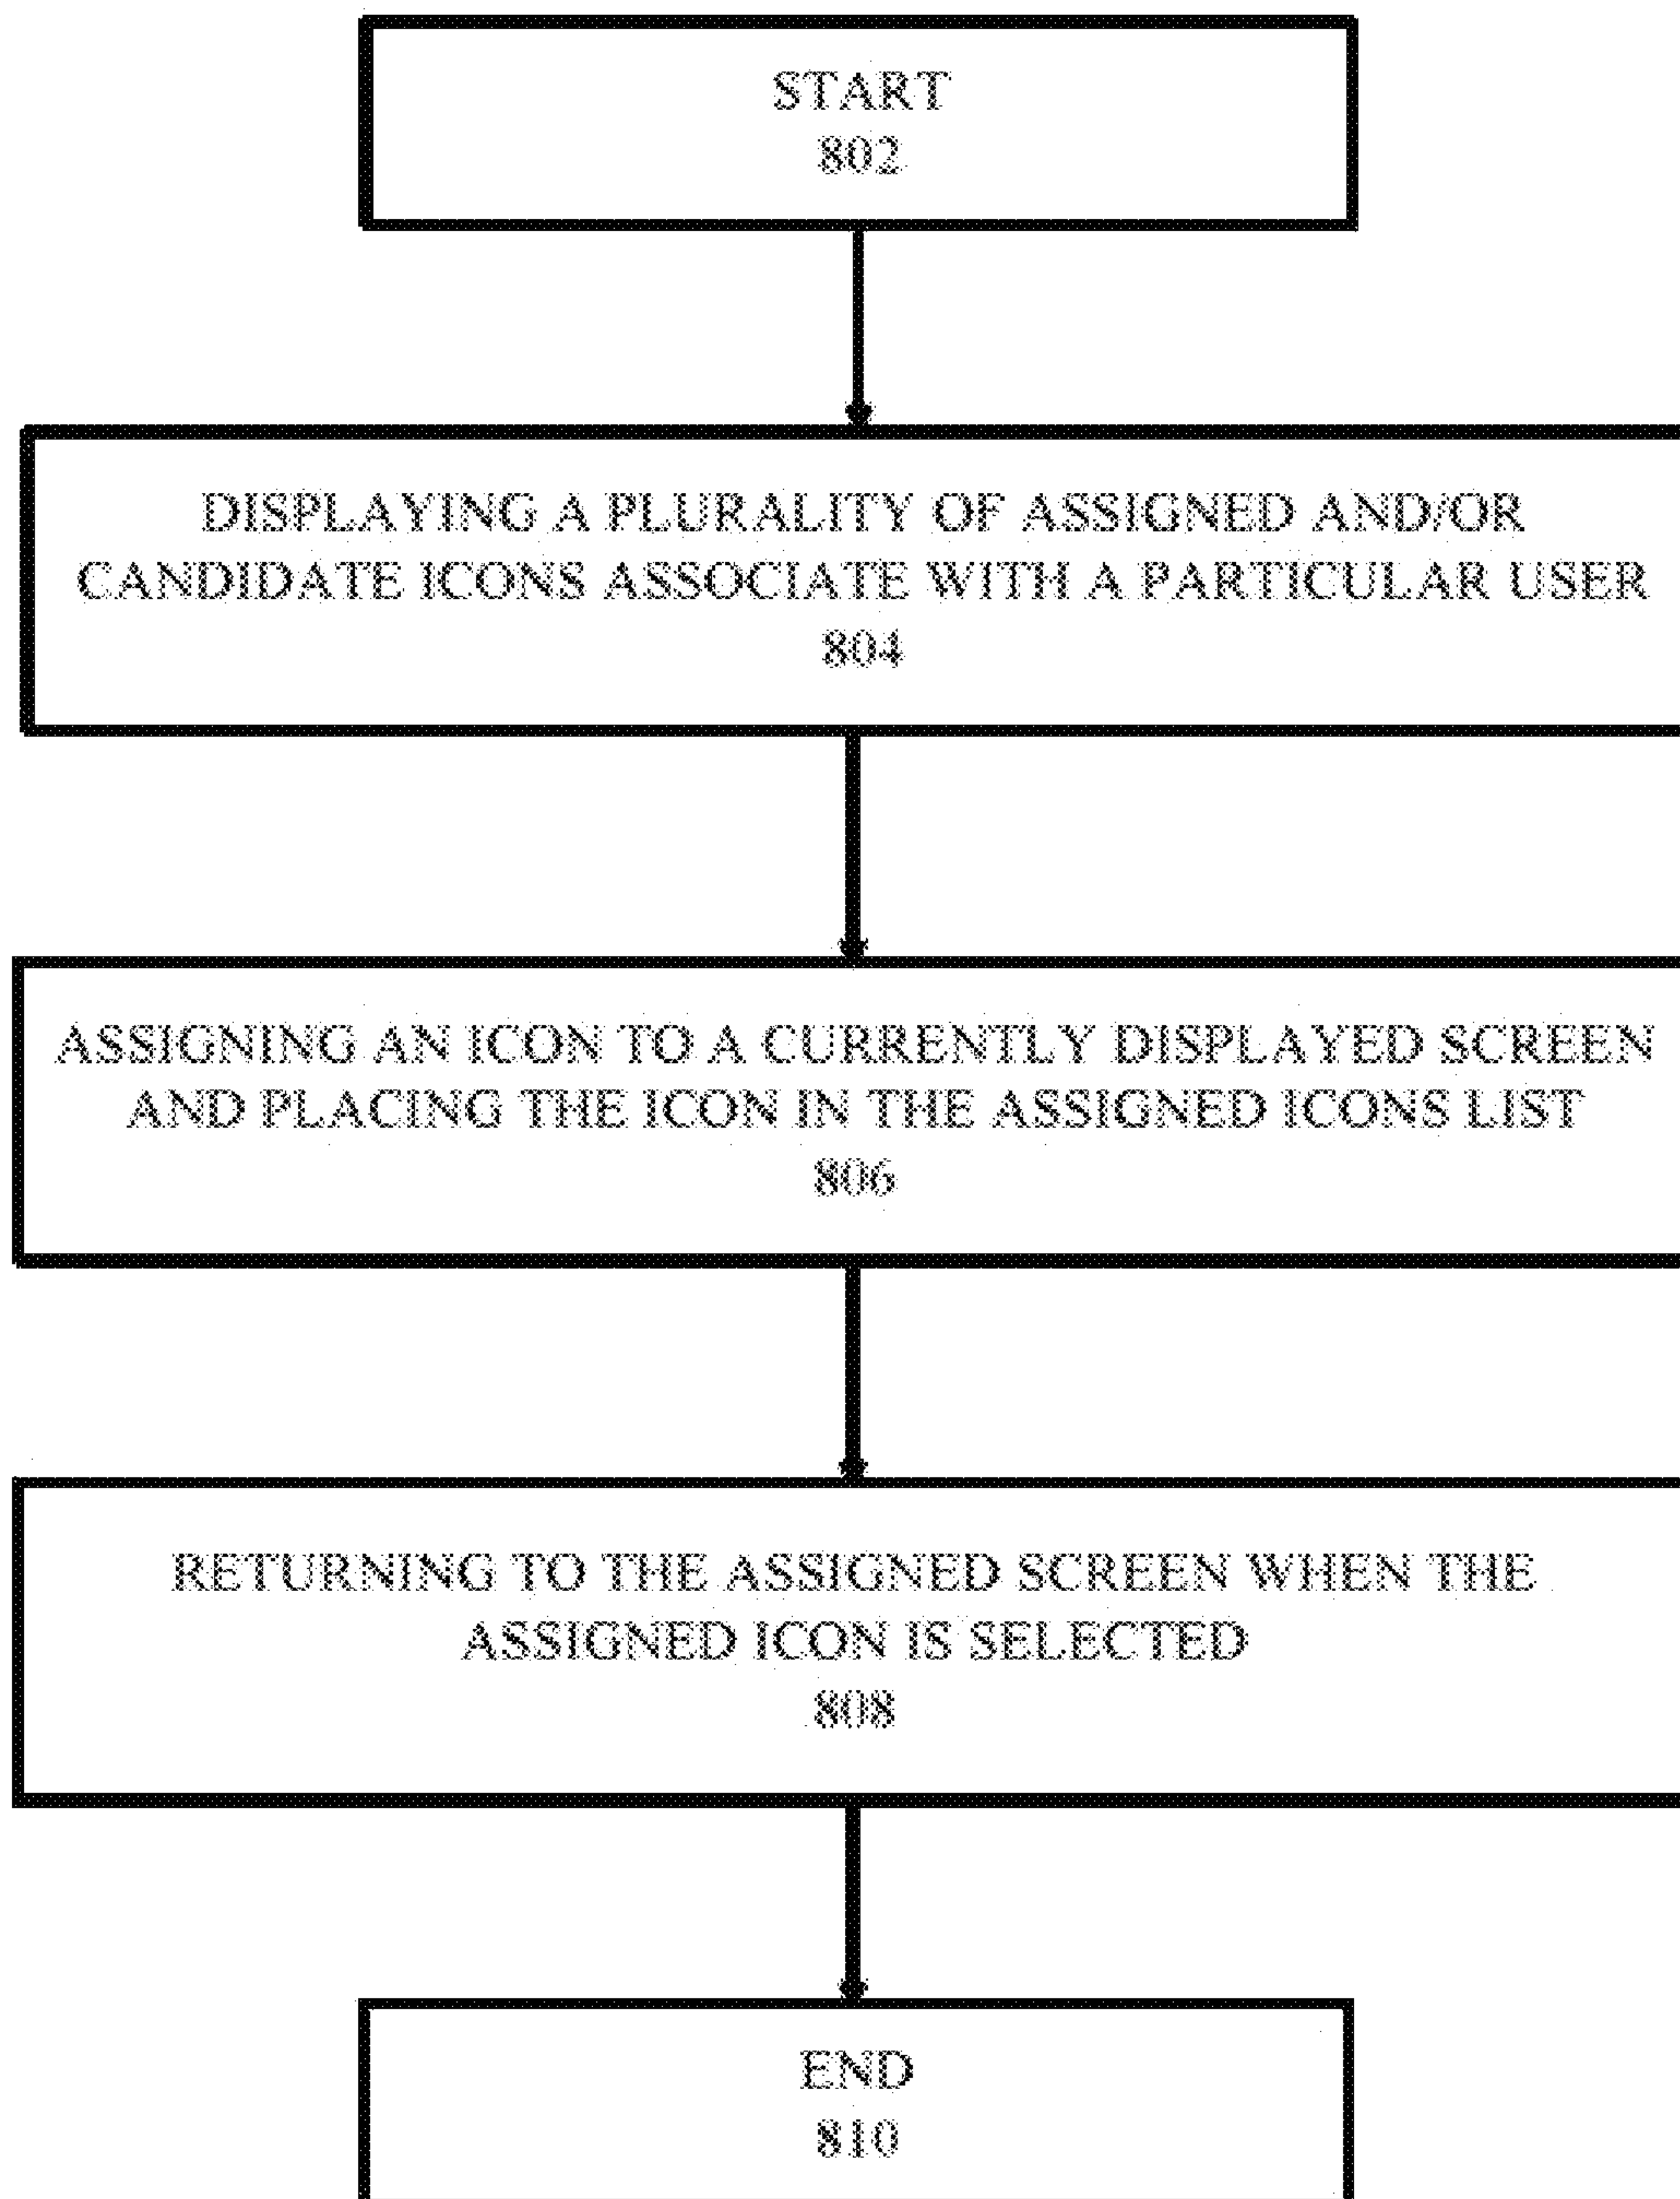 START
802
DISPLAYING A PLURALITY OF ASSIGNED AND/OR
CANDIDATE ICONS ASSOCIATE WITH A PARTICULAR USER
804
ASSIGNING AN ICON TO A CURRENTLY DISPLAYED SCREEN
AND PLACING THE ICON IN THE ASSIGNED ICONS LIST
806
RETURNING TO THE ASSIGNED SCREEN WHEN THE
ASSIGNED ICON IS SELECTED
808
END
810